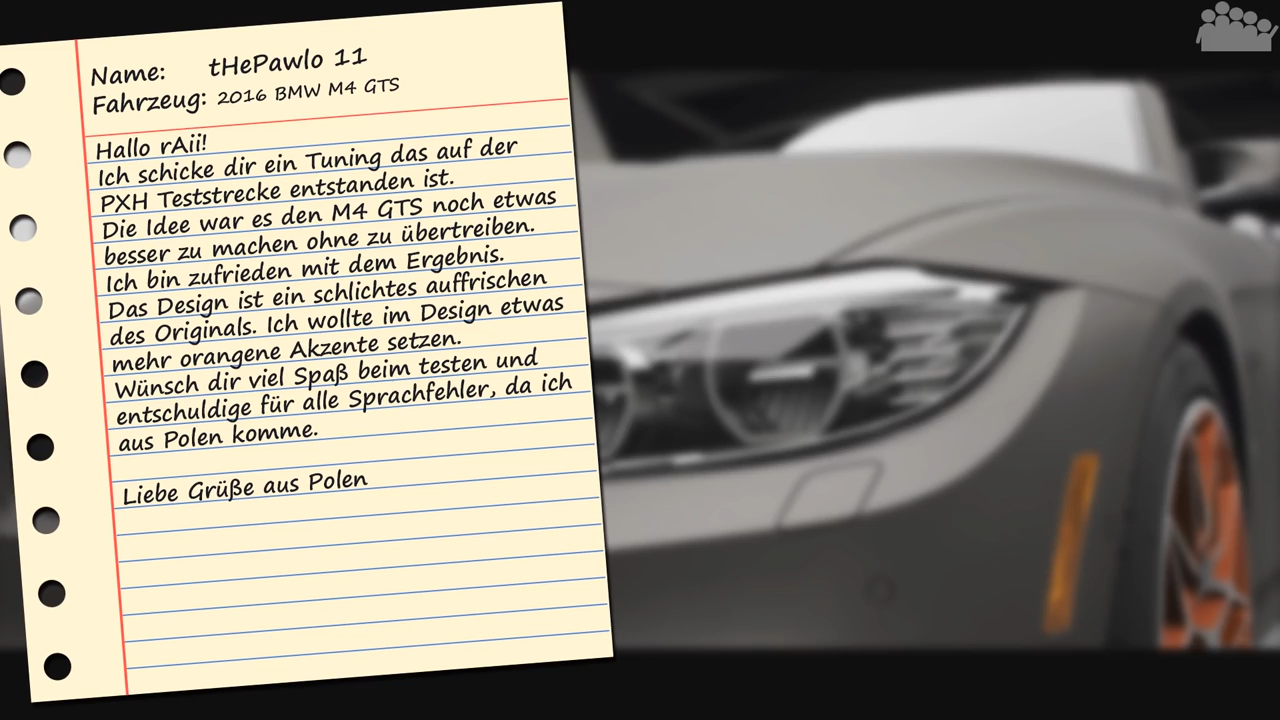 Name: tHePawlo 11
Fahrzeug: 2016 BMW M4 GTS
Hallo rAii!
Ich schicke dir ein Tuning das auf der
PXH Teststrecke entstanden ist.
Die Idee war es den M4 GTS noch etwas
besser zu machen ohne zu übertreiben.
Ich bin zufrieden mit dem Ergebnis.
Das Design ist ein schlichtes auffrischen
des Originals. Ich wollte im Design etwas
mehr orangene Akzente setzen.
Wünsch dir viel Spaß beim testen und
entschuldige für alle Sprachfehler, da ich
aus Polen komme.
Liebe Grüße aus Polen